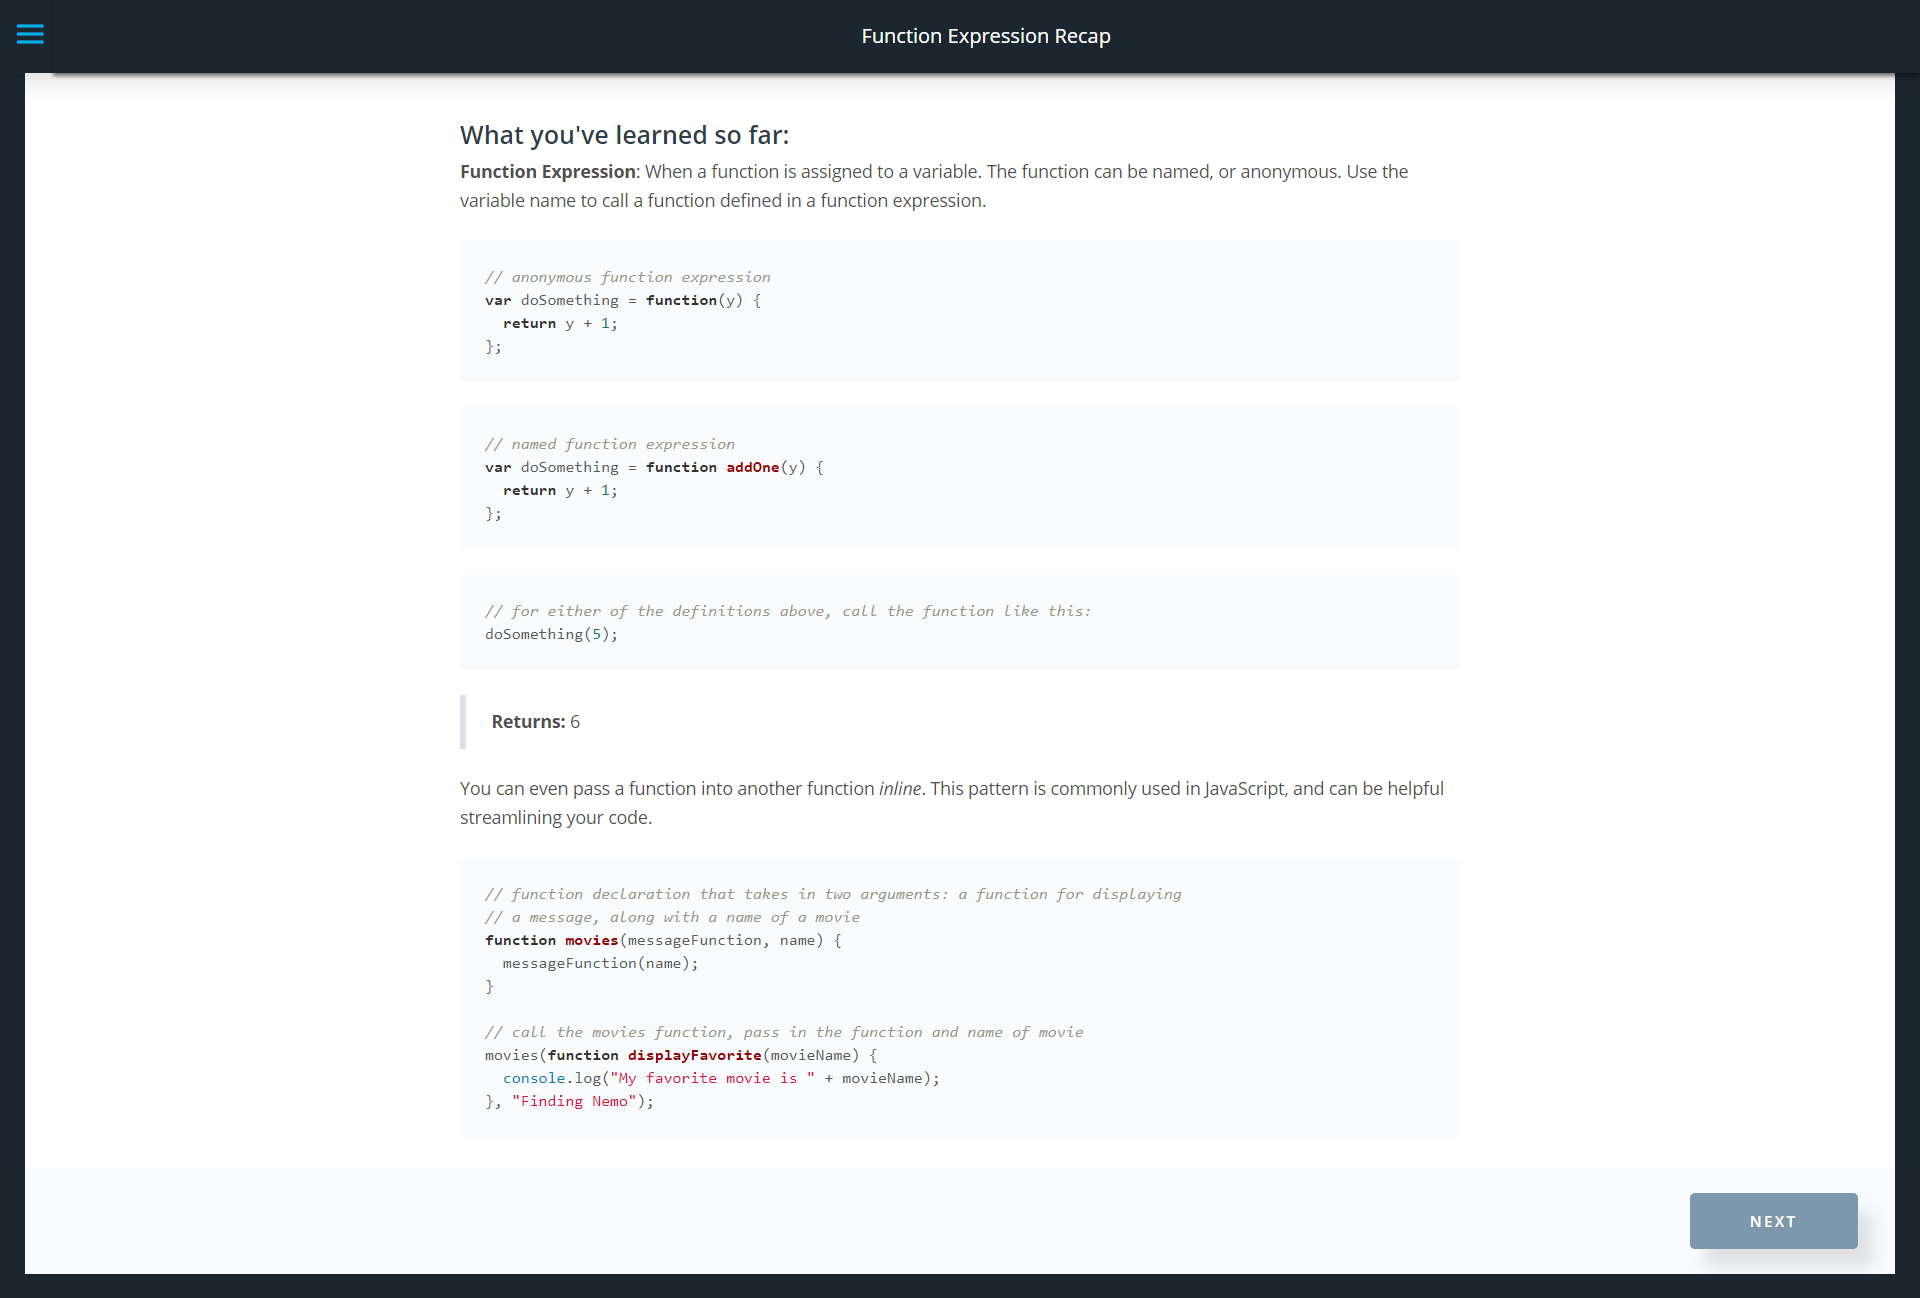 Function Expression Recap
What you've learned so far:
Function Expression: When a function is assigned to a variable. The function can be named, or anonymous. Use the
variable name to call a function defined in a function expression.
// anonymous function expression
var doSomething = function(y) {
  return y + 1;
};
// named function expression
var doSomething = function addOne(y) {
  return y + 1;
};
// for either of the definitions above, call the function like this:
doSomething(5);
Returns: 6
You can even pass a function into another function inline. This pattern is commonly used in JavaScript, and can be helpful
streamlining your code.
// function declaration that takes in two arguments: a function for displaying
// a message, along with a name of a movie
function movies(messageFunction, name) {
  messageFunction(name);
}
// call the movies function, pass in the function and name of movie
movies(function displayFavorite(movieName) {
  console.log("My favorite movie is " + movieName);
}, "Finding Nemo");
NEXT